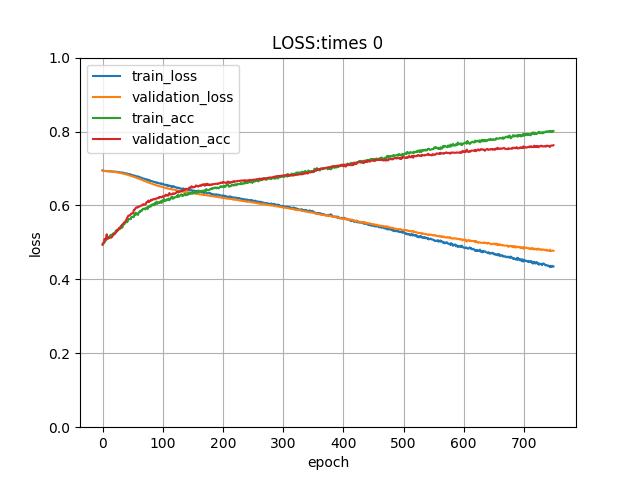 LOSS:times 0
1.0
0.8
0.6
0.4
0.2
0.0
loss
train_loss
validation_loss
train_acc
validation_acc
0 100 200 300 400 500 600 700
epoch